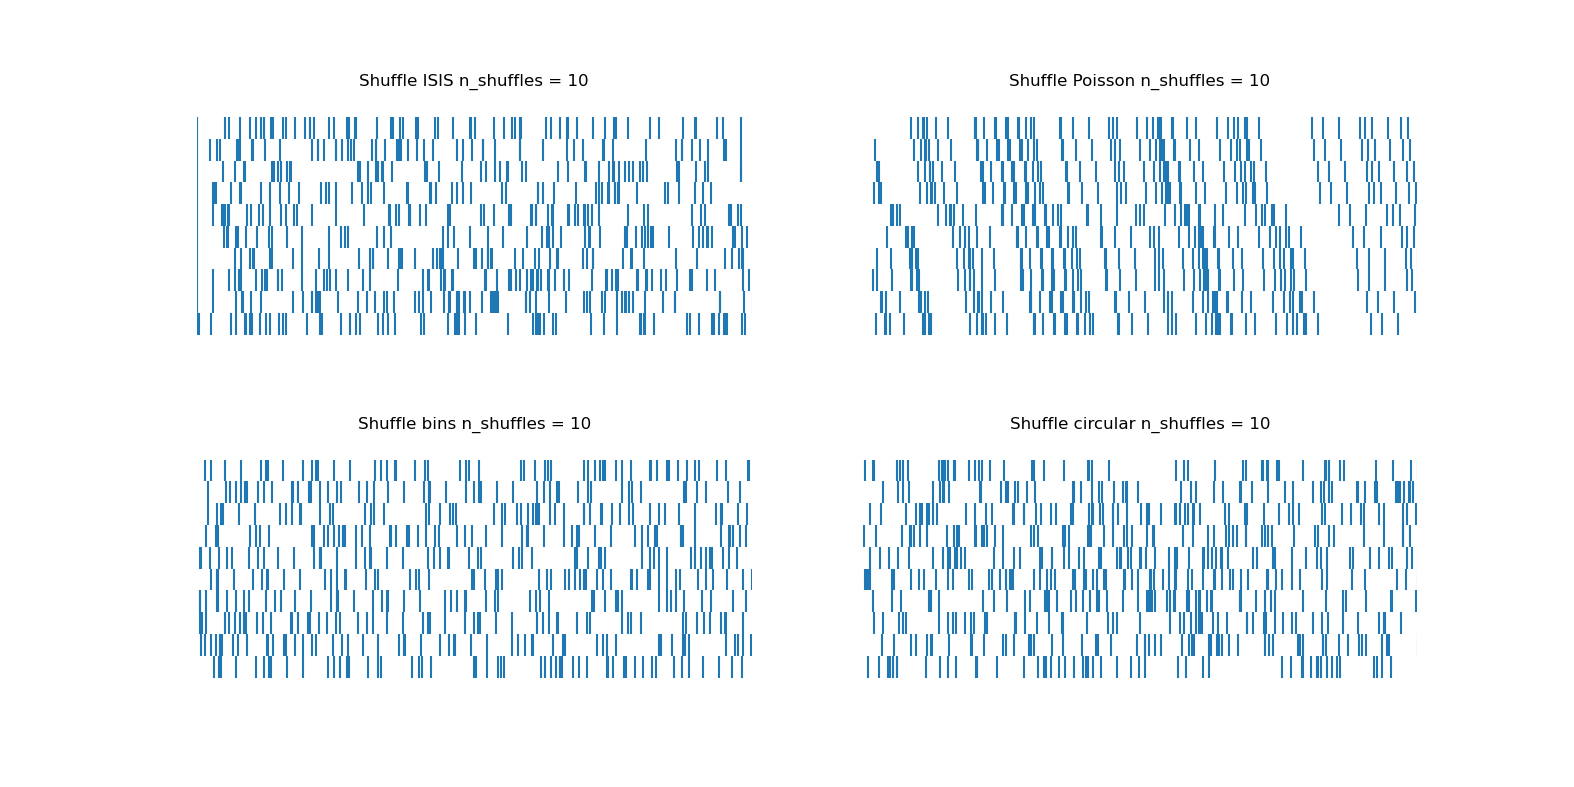 Shuffle ISIS n_shuffles = 10
Shuffle Poisson n_shuffles = 10
Shuffle bins n_shuffles = 10
Shuffle circular n_shuffles = 10